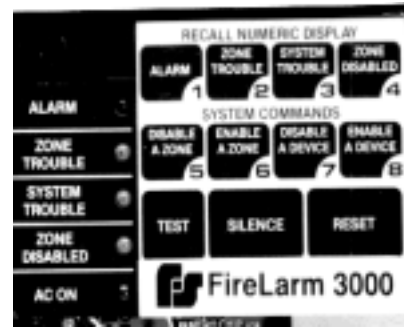 RECALL NUMERIC DISPLAY
ALARM
1
ZONE
TROUBLE
2
SYSTEM
TROUBLE
3
ZONE
DISABLED
4
SYSTEM COMMANDS
DISABLE
A ZONE
5
ENABLE
A ZONE
6
DISABLE
A DEVICE
7
ENABLE
A DEVICE
8
ALARM
ZONE
TROUBLE
SYSTEM
TROUBLE
ZONE
DISABLED
AC ON
TEST
SILENCE
RESET
FireLarm 3000